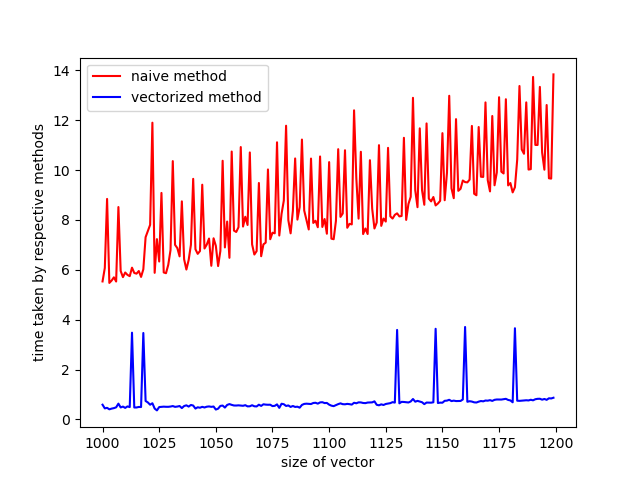 naive method
vectorized method
14
12
10
8
6
4
2
0
time taken by respective methods
1000 1025 1050 1075 1100 1125 1150 1175 1200
size of vector